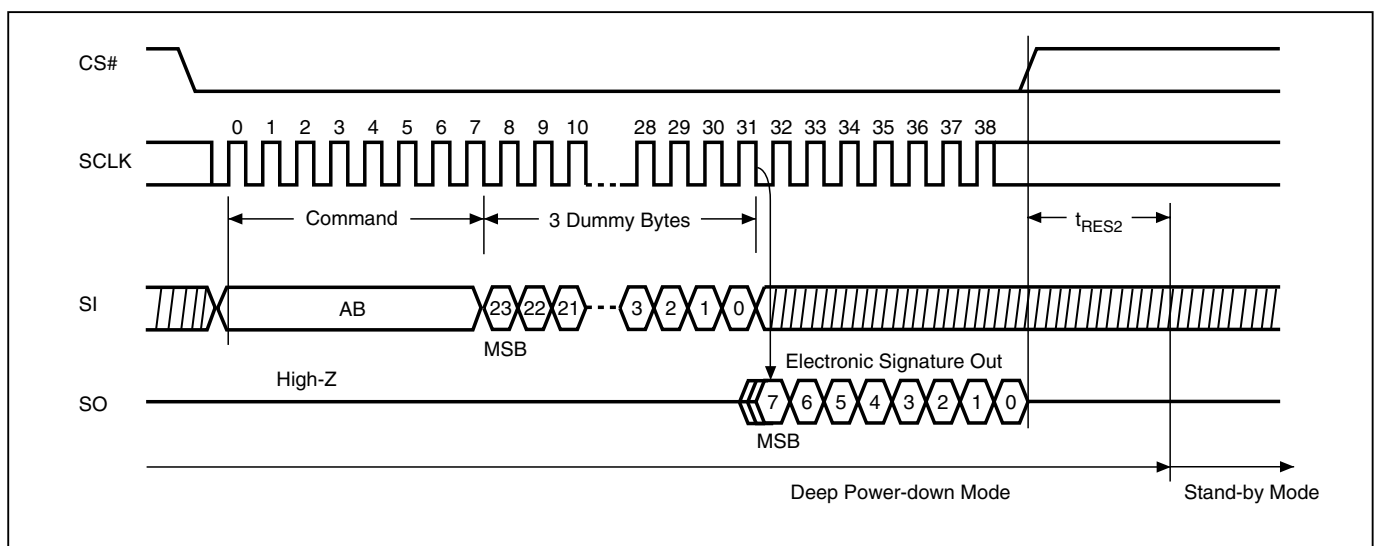 CS#
0 1 2 3 4 5 6 7 8 9 10 28 29 30 31 32 33 34 35 36 37 38
SCLK
Command 3 Dummy Bytes tRES2
SI AB 23 22 21 3 2 1 0
MSB
High-Z Electronic Signature Out
SO 7 6 5 4 3 2 1 0
MSB
Deep Power-down Mode Stand-by Mode